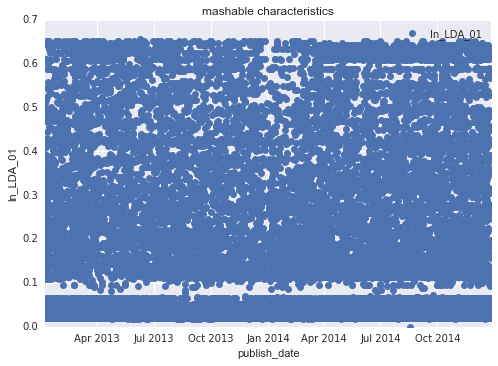 mashable characteristics
ln_LDA_01
0.7
0.6
0.5
0.4
0.3
0.2
0.1
0.0
ln_LDA_01
Apr 2013 Jul 2013 Oct 2013 Jan 2014 Apr 2014 Jul 2014 Oct 2014
publish_date